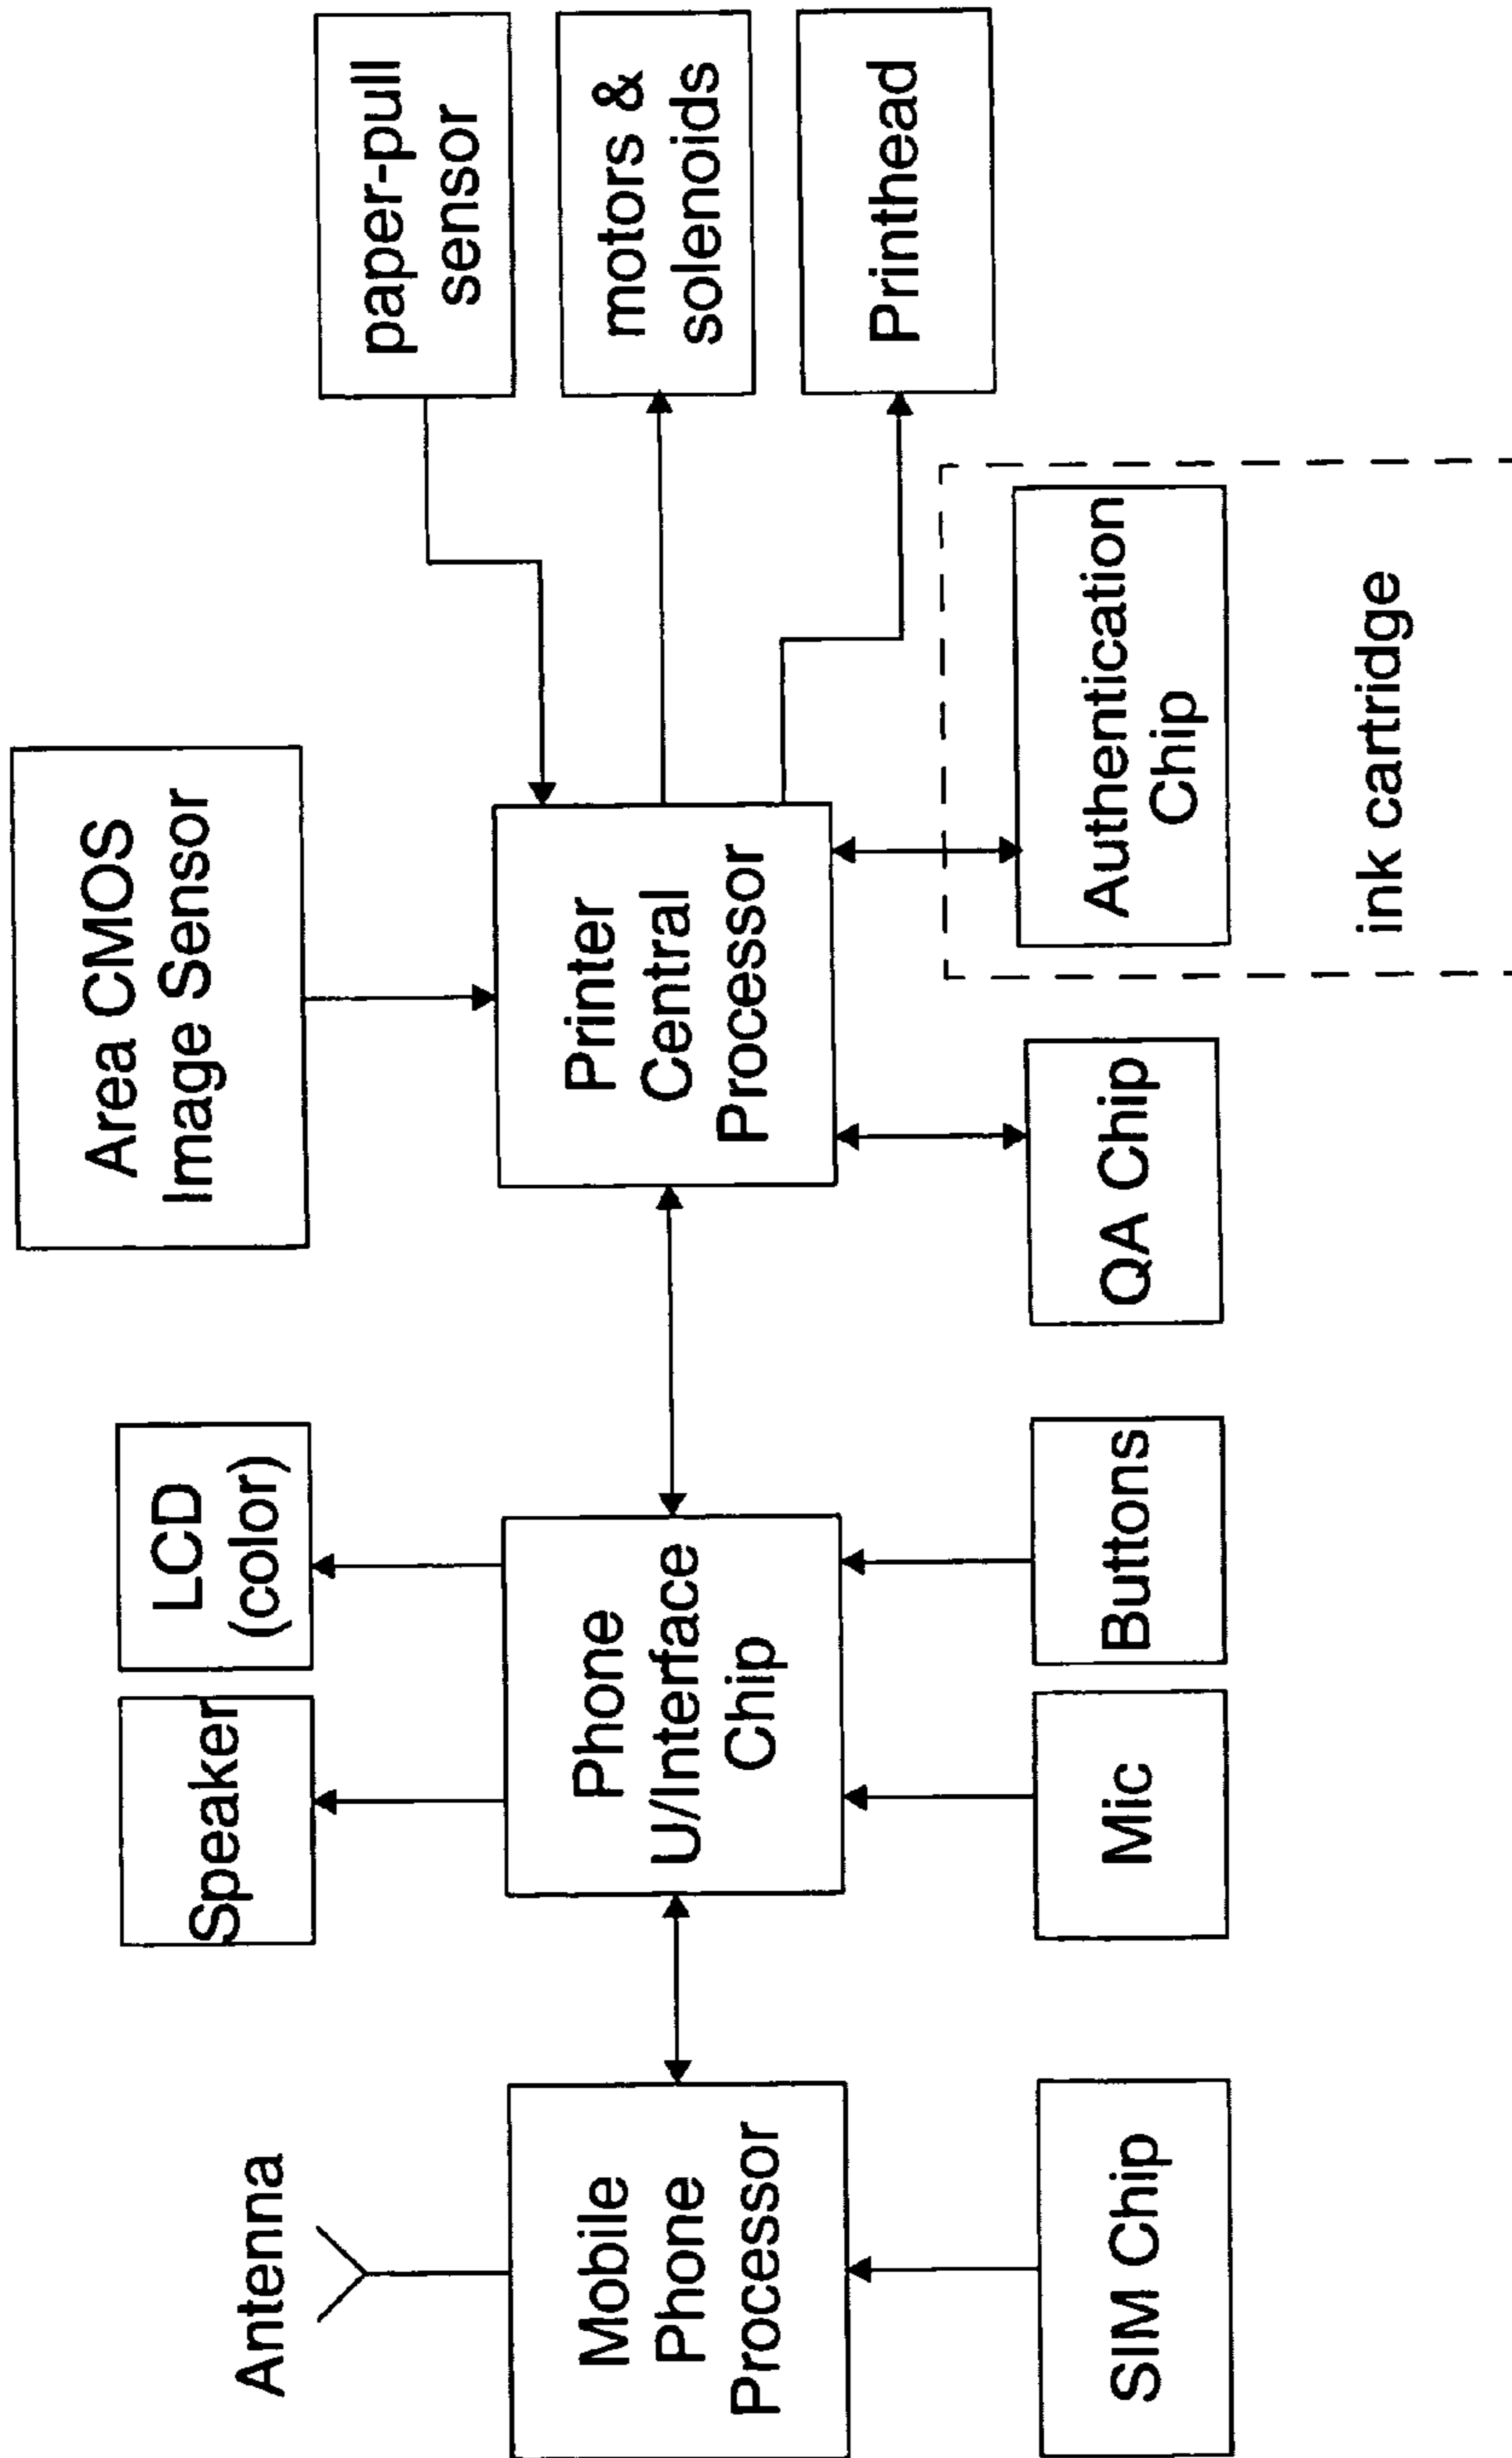 Antenna
Mobile
Phone
Processor
SIM Chip
Speaker
LCD
(color)
Phone
U/Interface
Chip
Mic
Buttons
Area CMOS
Image Sensor
Printer
Central
Processor
QA Chip
Authentication
Chip
ink cartridge
paper-pull
sensor
motors &
solenoids
Printhead